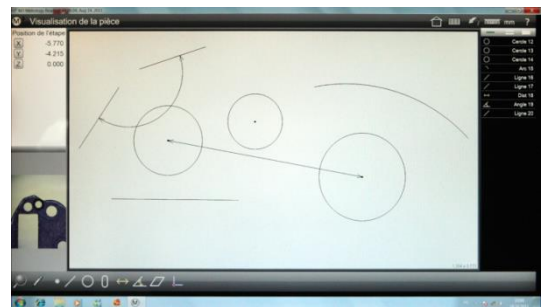 Visualisation de la pièce
mm
?
Position de l'étape
X
-5.770
Y
-4.215
Z
0.000
Cercle 12
Cercle 13
Cercle 14
Arc 15
Ligne 16
Ligne 17
Dist 18
Angle 19
Ligne 20